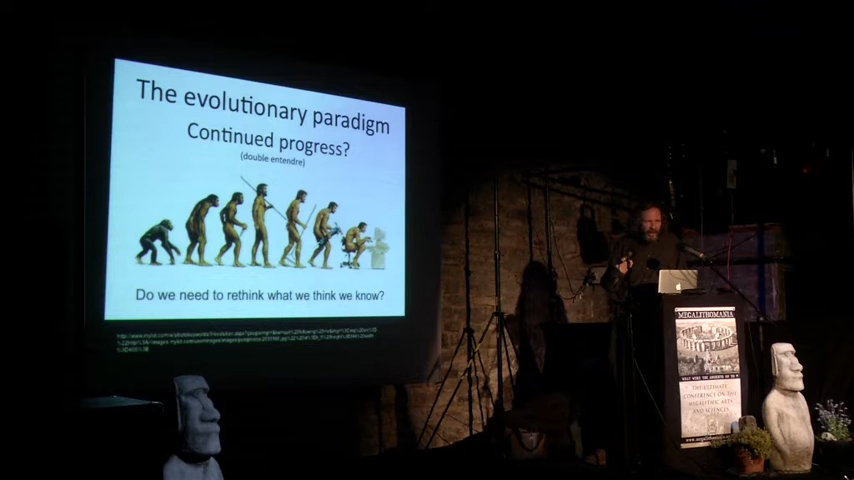 The evolutionary paradigm
Continued progress?
(double entendre)
Do we need to rethink what we think we know?
MEGALITHOMANIA
THE ULTIMATE
CONFERENCE ON THE
MEGALITHIC ARTS
AND SCIENCES